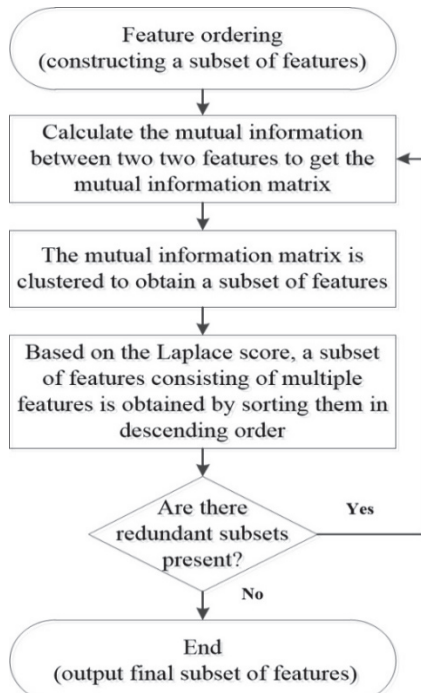 Feature ordering
(constructing a subset of features)
Calculate the mutual information
between two two features to get the
mutual information matrix
The mutual information matrix is
clustered to obtain a subset of features
Based on the Laplace score, a subset
of features consisting of multiple
features is obtained by sorting them in
descending order
Are there
redundant subsets
present?
Yes
No
End
(output final subset of features)